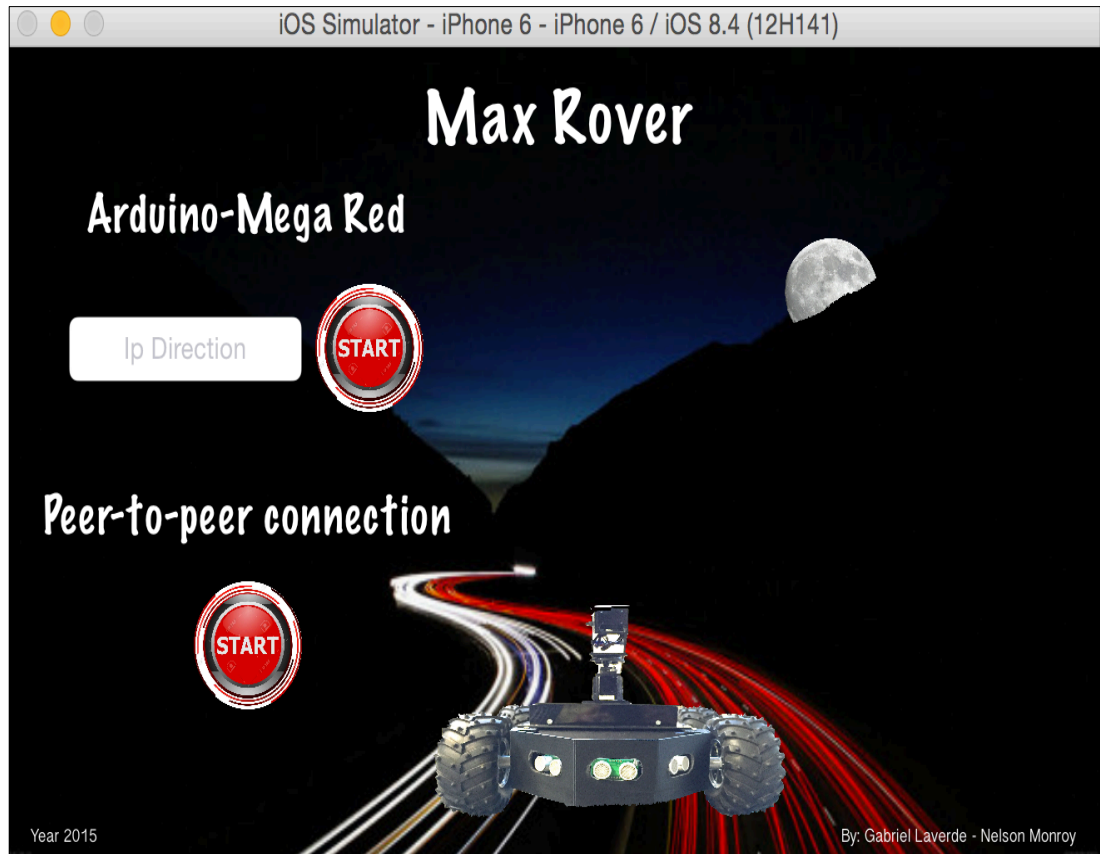 iOS Simulator - iPhone 6 - iPhone 6 / iOS 8.4 (12H141)
Max Rover
Arduino-Mega Red
Ip Direction
START
Peer-to-peer connection
START
Year 2015
By: Gabriel Laverde - Nelson Monroy